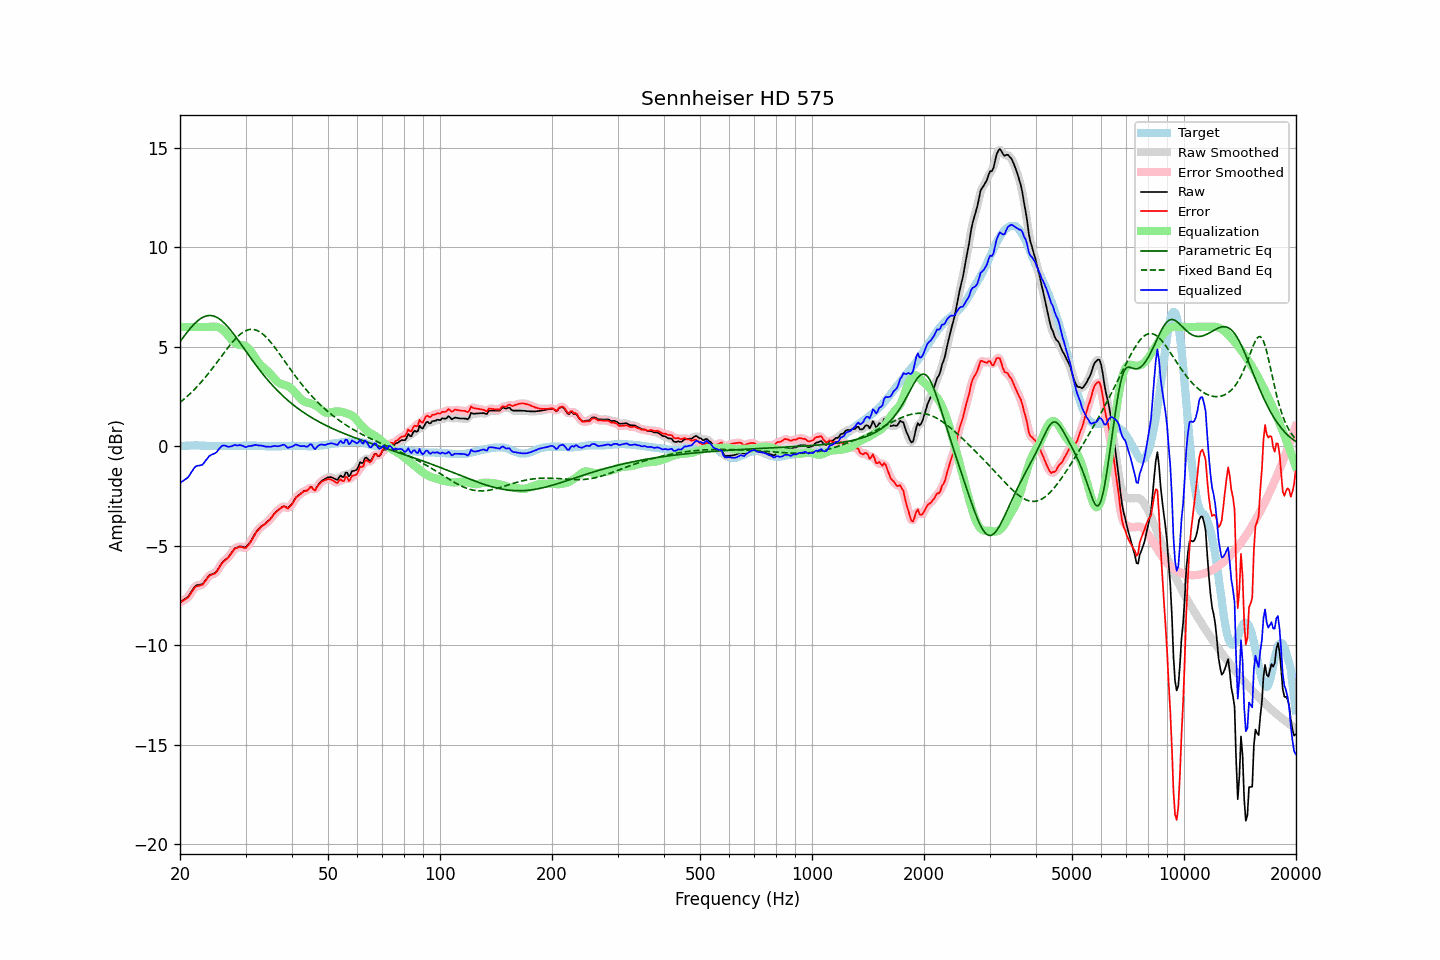 Sennheiser HD 575
Target
Raw Smoothed
Error Smoothed
Raw
Error
Equalization
Parametric Eq
Fixed Band Eq
Equalized
15
10
5
0
−5
−10
−15
−20
Amplitude (dBr)
20 50 100 200 500 1000 2000 5000 10000 20000
Frequency (Hz)